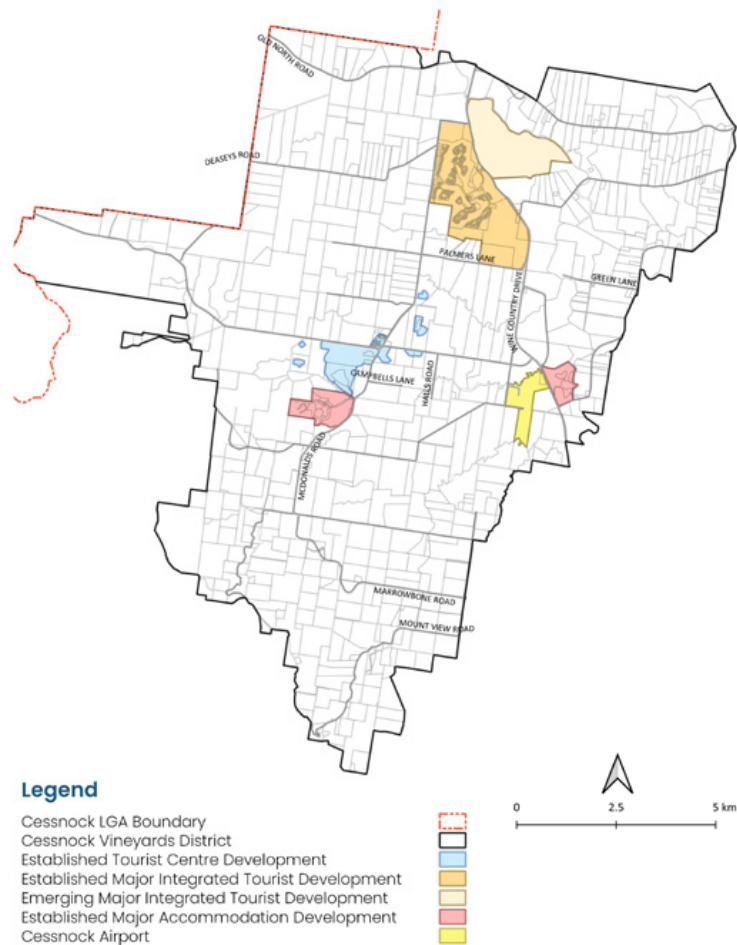 OLD NORTH ROAD
DEASEYS ROAD
PALMERS LANE
GREEN LANE
WINE COUNTRY DRIVE
CAMPBELLS LANE
HALLS ROAD
MCDONALDS ROAD
MARROWBONE ROAD
MOUNT VIEW ROAD
Legend
Cessnock LGA Boundary
Cessnock Vineyards District
Established Tourist Centre Development
Established Major Integrated Tourist Development
Emerging Major Integrated Tourist Development
Established Major Accommodation Development
Cessnock Airport
0 2.5 5 km